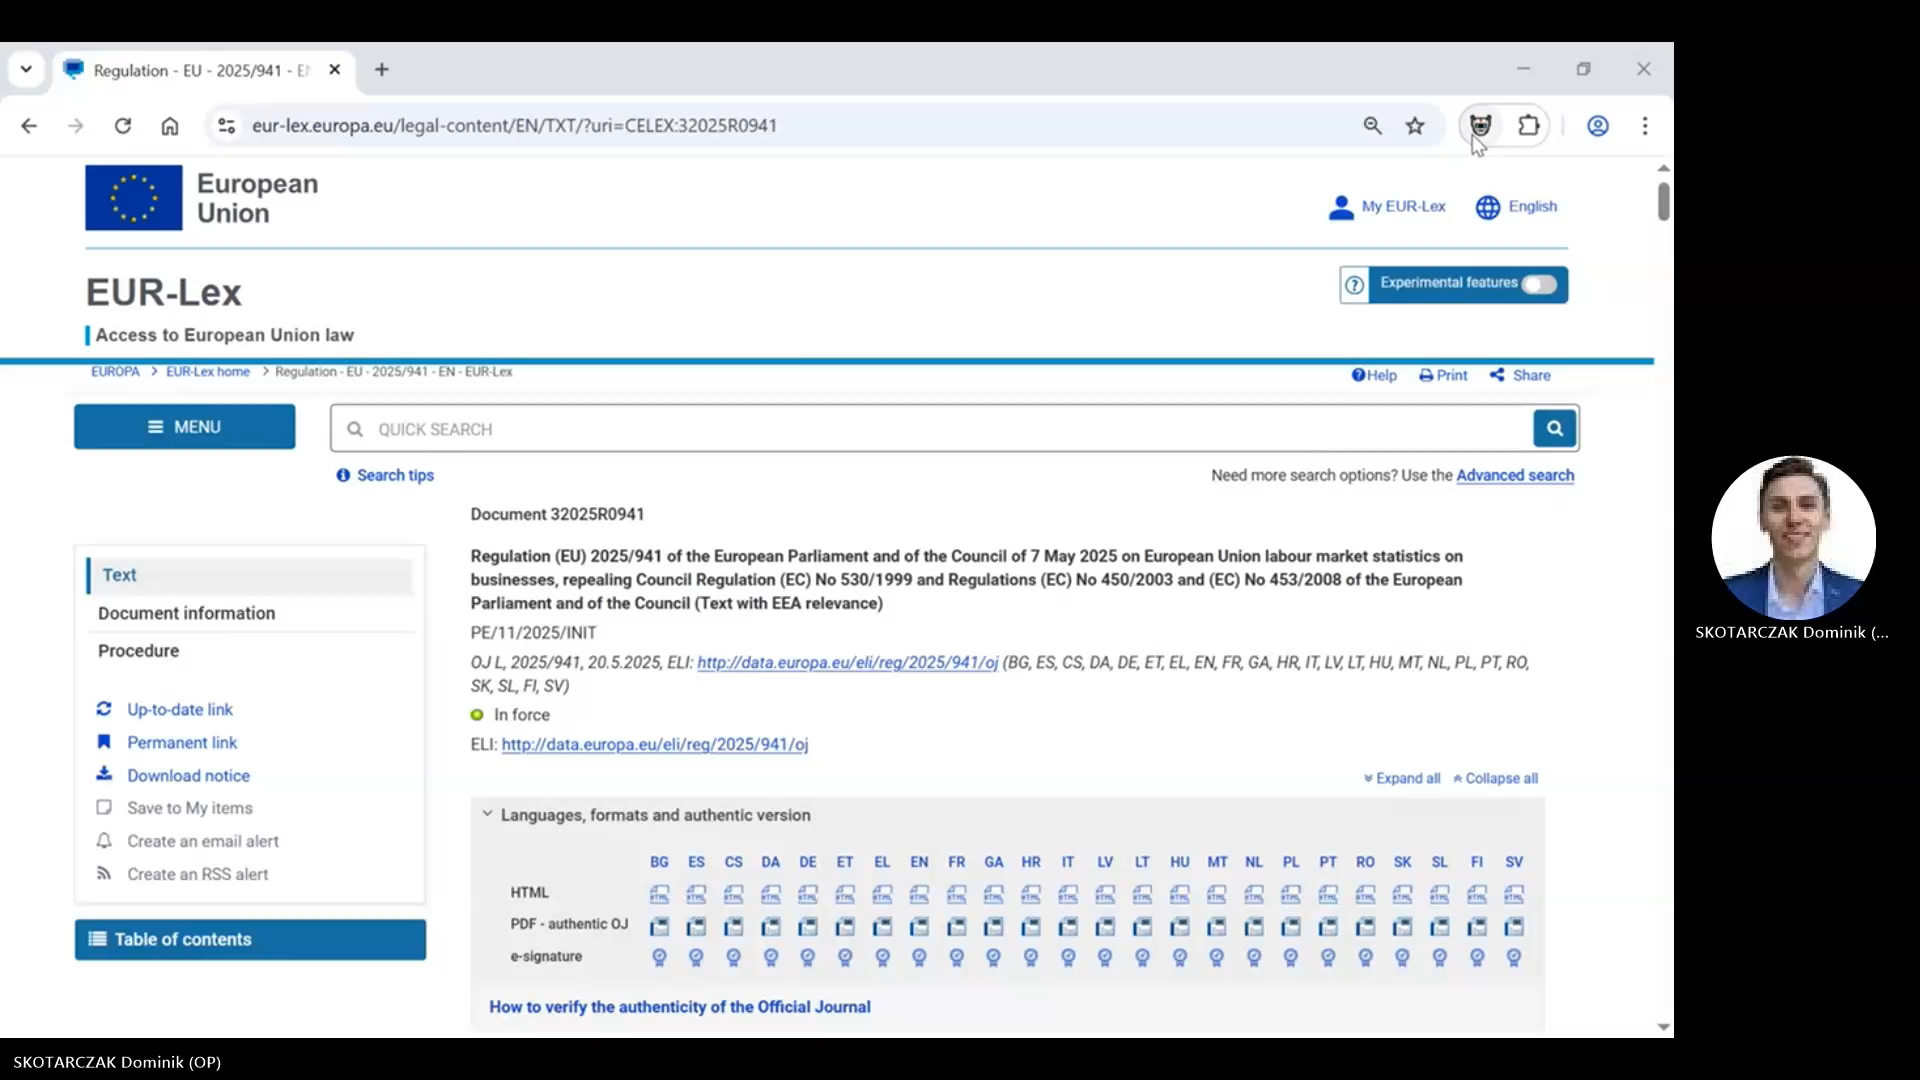 Regulation - EU - 2025/941 - EN
eur-lex.europa.eu/legal-content/EN/TXT/?uri=CELEX:32025R0941
European
Union
My EUR-Lex
English
EUR-Lex
Experimental features
Access to European Union law
EUROPA > EUR-Lex home > Regulation - EU - 2025/941 - EN - EUR-Lex
Help
Print
Share
MENU
QUICK SEARCH
Search tips
Need more search options? Use the Advanced search
Document 32025R0941
Regulation (EU) 2025/941 of the European Parliament and of the Council of 7 May 2025 on European Union labour market statistics on
businesses, repealing Council Regulation (EC) No 530/1999 and Regulations (EC) No 450/2003 and (EC) No 453/2008 of the European
Parliament and of the Council (Text with EEA relevance)
PE/11/2025/INIT
OJ L, 2025/941, 20.5.2025, ELI: http://data.europa.eu/eli/reg/2025/941/oj (BG, ES, CS, DA, DE, ET, EL, EN, FR, GA, HR, IT, LV, LT, HU, MT, NL, PL, PT, RO,
SK, SL, FI, SV)
In force
ELI: http://data.europa.eu/eli/reg/2025/941/oj
Text
Document information
Procedure
Up-to-date link
Permanent link
Download notice
Save to My items
Create an email alert
Create an RSS alert
Table of contents
Expand all
Collapse all
Languages, formats and authentic version
BG ES CS DA DE ET EL EN FR GA HR IT LV LT HU MT NL PL PT RO SK SL FI SV
HTML
PDF - authentic OJ
e-signature
How to verify the authenticity of the Official Journal
SKOTARCZAK Dominik (...
SKOTARCZAK Dominik (OP)